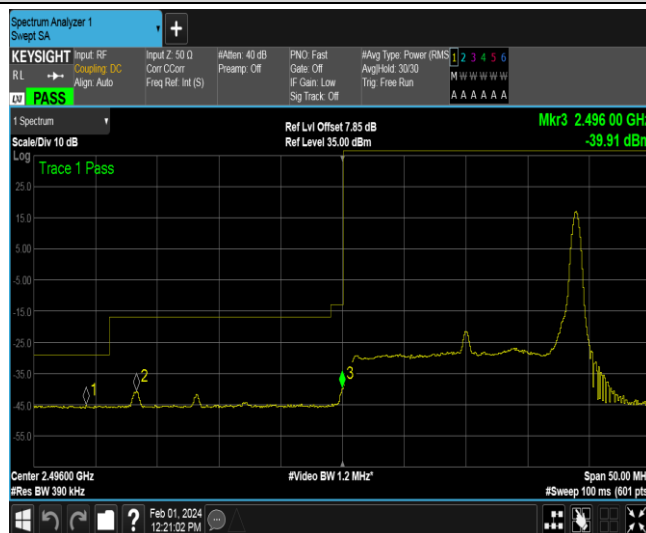 Spectrum Analyzer 1
Swept SA
+
KEYSIGHT Input: RF Input Z: 50 Ω #Atten: 40 dB PNO: Fast #Avg Type: Power (RMS 1 2 3 4 5 6
RL Coupling: DC Corr CCorr Preamp: Off Gate: Off Avg|Hold: 30/30 M W W W W W
Align: Auto Freq Ref: Int (S) IF Gain: Low Trig: Free Run
LXI PASS Sig Track: Off A A A A A A
1 Spectrum Ref Lvl Offset 7.85 dB Mkr3 2.496 00 GHz
Scale/Div 10 dB Ref Level 35.00 dBm -39.91 dBm
Log
Trace 1 Pass
25.0
15.0
5.00
-5.00
-15.0
-25.0
-35.0
1 2 3
-45.0
-55.0
Center 2.49600 GHz #Video BW 1.2 MHz* Span 50.00 MH
#Res BW 390 kHz #Sweep 100 ms (601 pts
? Feb 01, 2024
12:21:02 PM